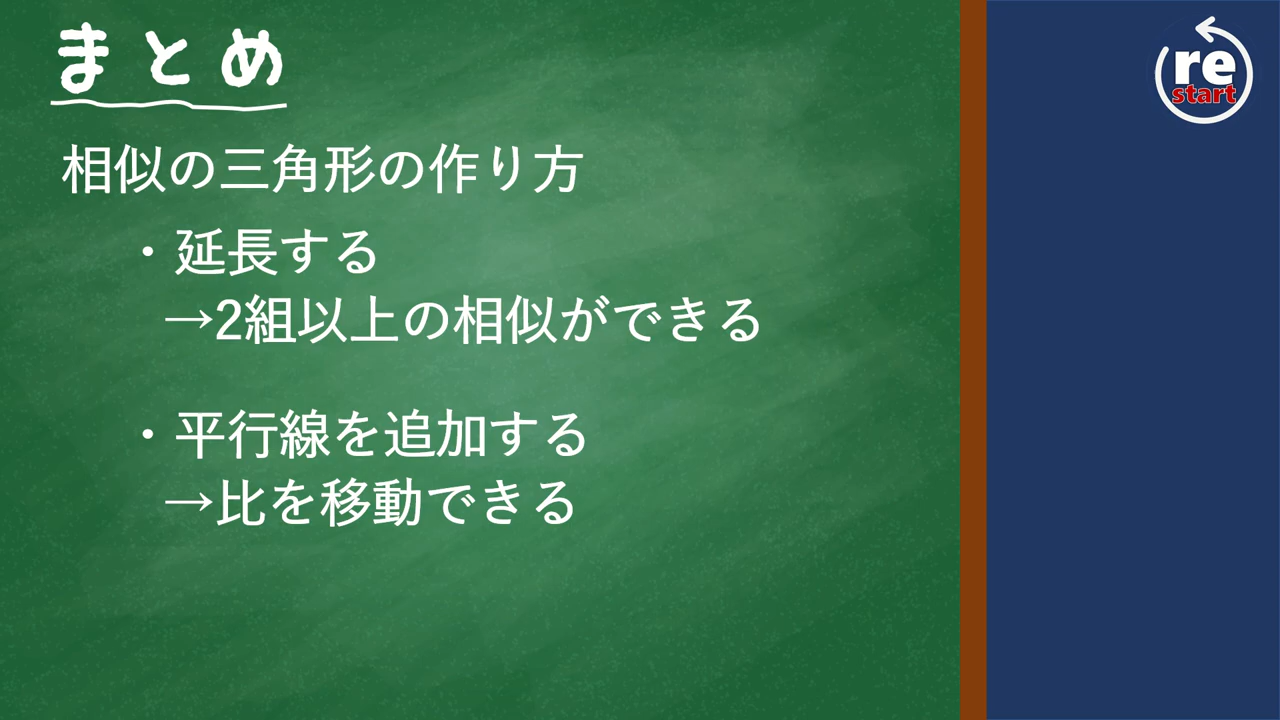 まとめ
re
start
相似の三角形の作り方
・延長する
→2組以上の相似ができる
・平行線を追加する
→比を移動できる